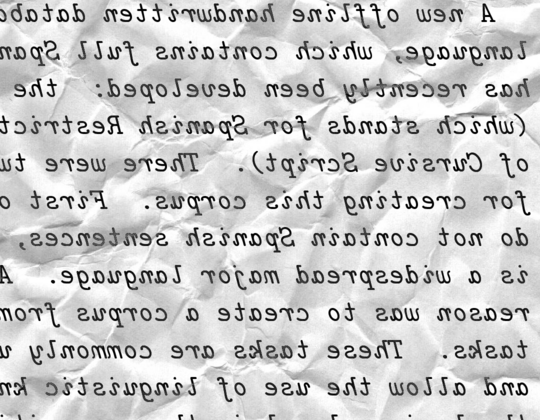 A new offline handwritten datab
language, which contains full Span
has recently been developed: the
(which stands for Spanish Restrict
of Cursive Script). There were tw
for creating this corpus. First o
do not contain Spanish sentences,
is a widespread major language. A
reason was to create a corpus from
tasks. These tasks are commonly u
and allow the use of linguistic kn